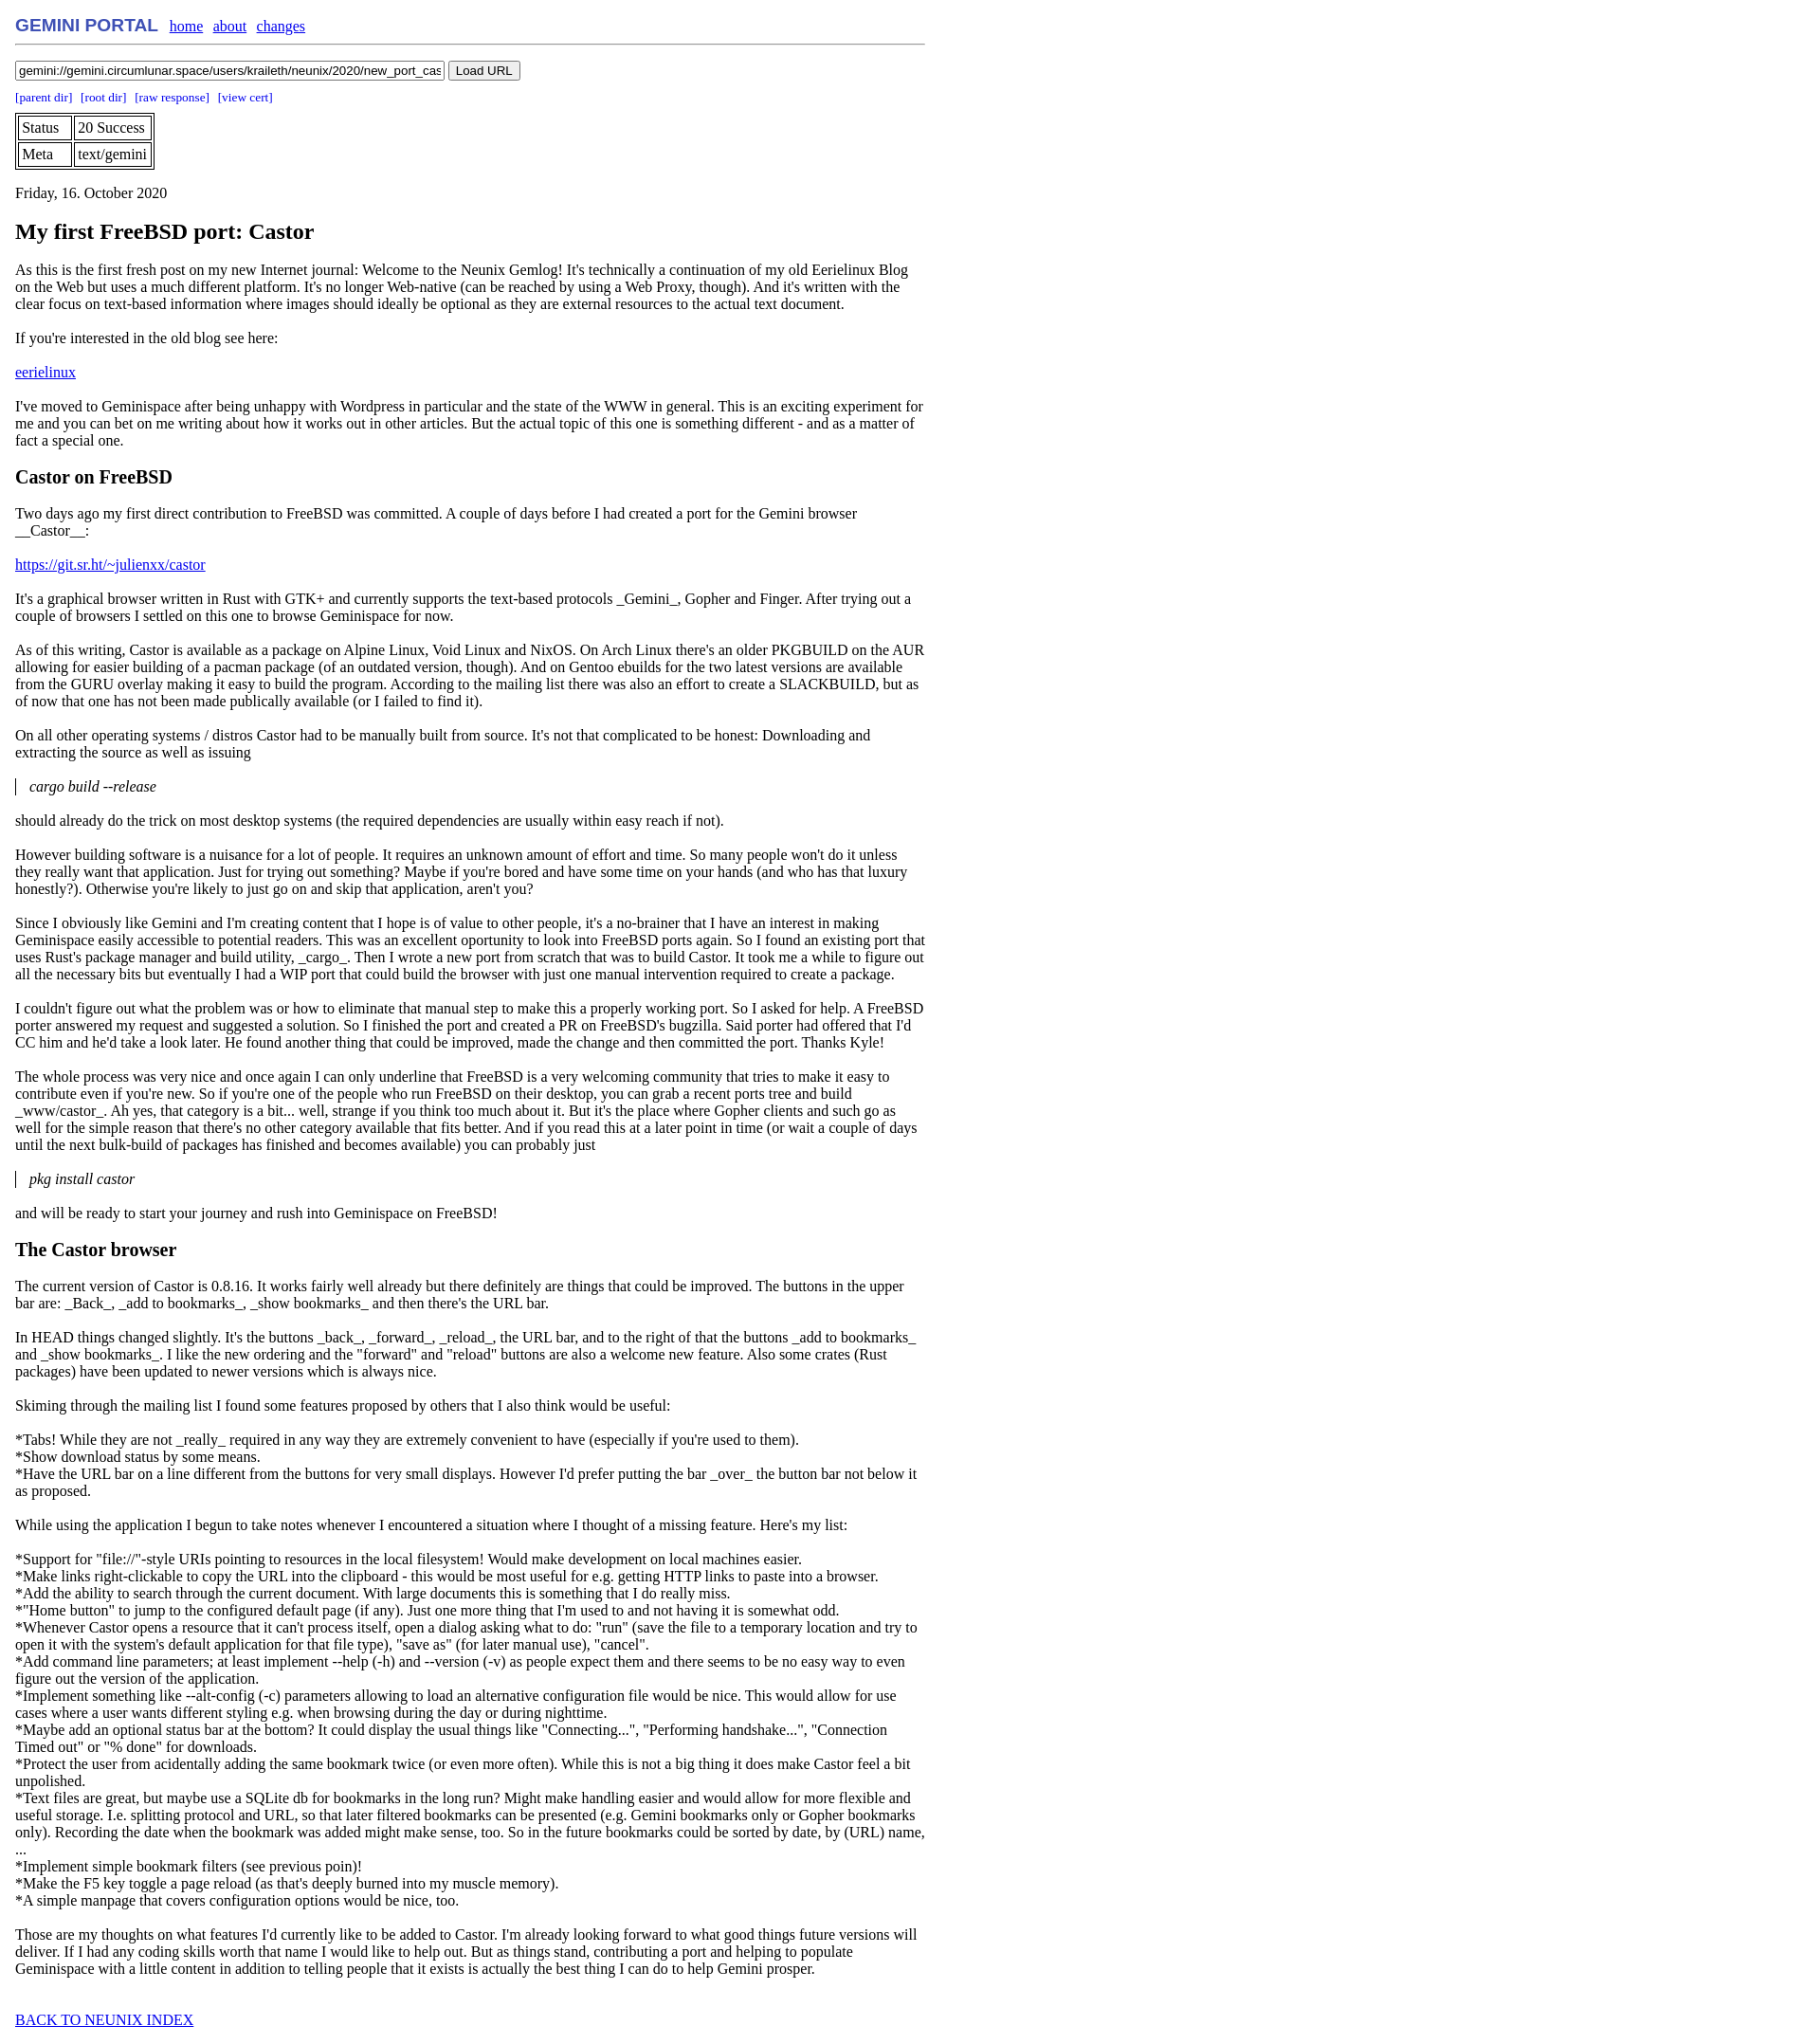 GEMINI PORTAL home about changes
gemini://gemini.circumlunar.space/users/kraileth/neunix/2020/new_port_cas Load URL
[parent dir] [root dir] [raw response] [view cert]
Status 20 Success
Meta text/gemini
Friday, 16. October 2020
My first FreeBSD port: Castor
As this is the first fresh post on my new Internet journal: Welcome to the Neunix Gemlog! It's technically a continuation of my old Eerielinux Blog
on the Web but uses a much different platform. It's no longer Web-native (can be reached by using a Web Proxy, though). And it's written with the
clear focus on text-based information where images should ideally be optional as they are external resources to the actual text document.
If you're interested in the old blog see here:
eerielinux
I've moved to Geminispace after being unhappy with Wordpress in particular and the state of the WWW in general. This is an exciting experiment for
me and you can bet on me writing about how it works out in other articles. But the actual topic of this one is something different - and as a matter of
fact a special one.
Castor on FreeBSD
Two days ago my first direct contribution to FreeBSD was committed. A couple of days before I had created a port for the Gemini browser
__Castor__:
https://git.sr.ht/~julienxx/castor
It's a graphical browser written in Rust with GTK+ and currently supports the text-based protocols _Gemini_, Gopher and Finger. After trying out a
couple of browsers I settled on this one to browse Geminispace for now.
As of this writing, Castor is available as a package on Alpine Linux, Void Linux and NixOS. On Arch Linux there's an older PKGBUILD on the AUR
allowing for easier building of a pacman package (of an outdated version, though). And on Gentoo ebuilds for the two latest versions are available
from the GURU overlay making it easy to build the program. According to the mailing list there was also an effort to create a SLACKBUILD, but as
of now that one has not been made publically available (or I failed to find it).
On all other operating systems / distros Castor had to be manually built from source. It's not that complicated to be honest: Downloading and
extracting the source as well as issuing
cargo build --release
should already do the trick on most desktop systems (the required dependencies are usually within easy reach if not).
However building software is a nuisance for a lot of people. It requires an unknown amount of effort and time. So many people won't do it unless
they really want that application. Just for trying out something? Maybe if you're bored and have some time on your hands (and who has that luxury
honestly?). Otherwise you're likely to just go on and skip that application, aren't you?
Since I obviously like Gemini and I'm creating content that I hope is of value to other people, it's a no-brainer that I have an interest in making
Geminispace easily accessible to potential readers. This was an excellent oportunity to look into FreeBSD ports again. So I found an existing port that
uses Rust's package manager and build utility, _cargo_. Then I wrote a new port from scratch that was to build Castor. It took me a while to figure out
all the necessary bits but eventually I had a WIP port that could build the browser with just one manual intervention required to create a package.
I couldn't figure out what the problem was or how to eliminate that manual step to make this a properly working port. So I asked for help. A FreeBSD
porter answered my request and suggested a solution. So I finished the port and created a PR on FreeBSD's bugzilla. Said porter had offered that I'd
CC him and he'd take a look later. He found another thing that could be improved, made the change and then committed the port. Thanks Kyle!
The whole process was very nice and once again I can only underline that FreeBSD is a very welcoming community that tries to make it easy to
contribute even if you're new. So if you're one of the people who run FreeBSD on their desktop, you can grab a recent ports tree and build
_www/castor_. Ah yes, that category is a bit... well, strange if you think too much about it. But it's the place where Gopher clients and such go as
well for the simple reason that there's no other category available that fits better. And if you read this at a later point in time (or wait a couple of days
until the next bulk-build of packages has finished and becomes available) you can probably just
pkg install castor
and will be ready to start your journey and rush into Geminispace on FreeBSD!
The Castor browser
The current version of Castor is 0.8.16. It works fairly well already but there definitely are things that could be improved. The buttons in the upper
bar are: _Back_, _add to bookmarks_, _show bookmarks_ and then there's the URL bar.
In HEAD things changed slightly. It's the buttons _back_, _forward_, _reload_, the URL bar, and to the right of that the buttons _add to bookmarks_
and _show bookmarks_. I like the new ordering and the "forward" and "reload" buttons are also a welcome new feature. Also some crates (Rust
packages) have been updated to newer versions which is always nice.
Skiming through the mailing list I found some features proposed by others that I also think would be useful:
*Tabs! While they are not _really_ required in any way they are extremely convenient to have (especially if you're used to them).
*Show download status by some means.
*Have the URL bar on a line different from the buttons for very small displays. However I'd prefer putting the bar _over_ the button bar not below it
as proposed.
While using the application I begun to take notes whenever I encountered a situation where I thought of a missing feature. Here's my list:
*Support for "file://"-style URIs pointing to resources in the local filesystem! Would make development on local machines easier.
*Make links right-clickable to copy the URL into the clipboard - this would be most useful for e.g. getting HTTP links to paste into a browser.
*Add the ability to search through the current document. With large documents this is something that I do really miss.
*"Home button" to jump to the configured default page (if any). Just one more thing that I'm used to and not having it is somewhat odd.
*Whenever Castor opens a resource that it can't process itself, open a dialog asking what to do: "run" (save the file to a temporary location and try to
open it with the system's default application for that file type), "save as" (for later manual use), "cancel".
*Add command line parameters; at least implement --help (-h) and --version (-v) as people expect them and there seems to be no easy way to even
figure out the version of the application.
*Implement something like --alt-config (-c) parameters allowing to load an alternative configuration file would be nice. This would allow for use
cases where a user wants different styling e.g. when browsing during the day or during nighttime.
*Maybe add an optional status bar at the bottom? It could display the usual things like "Connecting...", "Performing handshake...", "Connection
Timed out" or "% done" for downloads.
*Protect the user from acidentally adding the same bookmark twice (or even more often). While this is not a big thing it does make Castor feel a bit
unpolished.
*Text files are great, but maybe use a SQLite db for bookmarks in the long run? Might make handling easier and would allow for more flexible and
useful storage. I.e. splitting protocol and URL, so that later filtered bookmarks can be presented (e.g. Gemini bookmarks only or Gopher bookmarks
only). Recording the date when the bookmark was added might make sense, too. So in the future bookmarks could be sorted by date, by (URL) name,
...
*Implement simple bookmark filters (see previous poin)!
*Make the F5 key toggle a page reload (as that's deeply burned into my muscle memory).
*A simple manpage that covers configuration options would be nice, too.
Those are my thoughts on what features I'd currently like to be added to Castor. I'm already looking forward to what good things future versions will
deliver. If I had any coding skills worth that name I would like to help out. But as things stand, contributing a port and helping to populate
Geminispace with a little content in addition to telling people that it exists is actually the best thing I can do to help Gemini prosper.
BACK TO NEUNIX INDEX